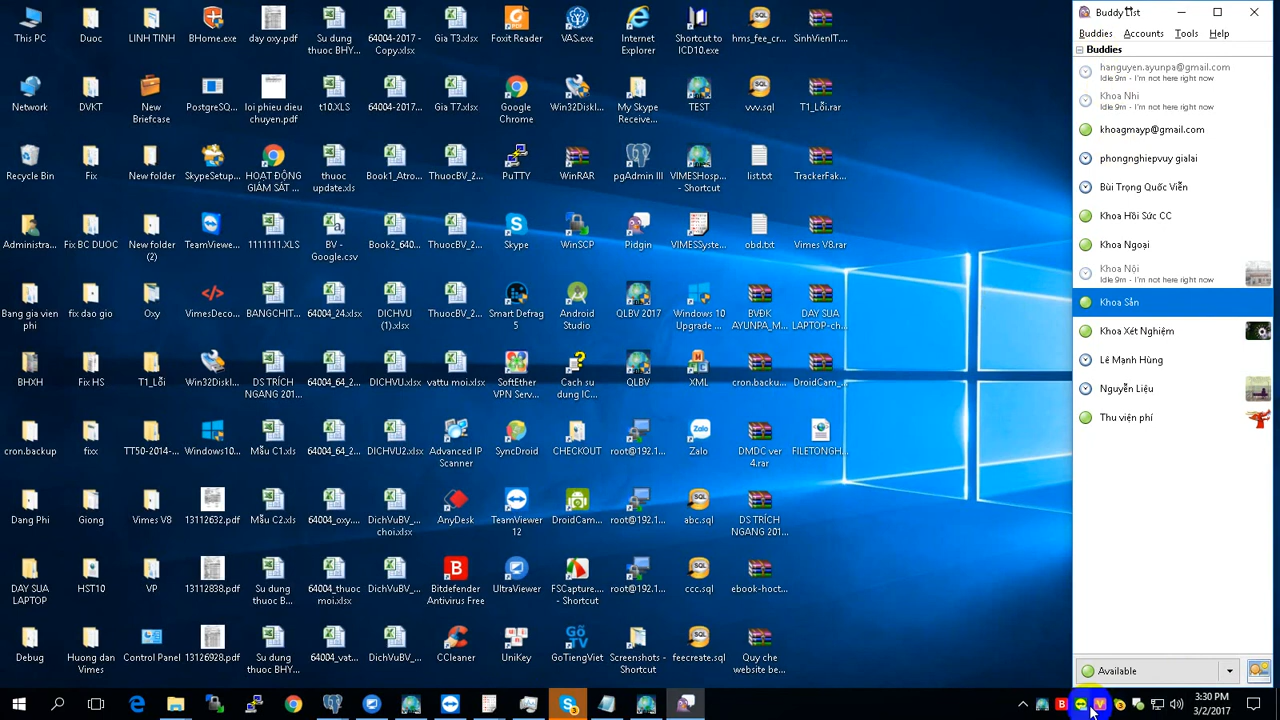 This PC
Duoc
LINH TINH
BHome.exe
day oxy.pdf
Su dung
thuoc BHY...
64004-2017
- Copy.xlsx
Gia T3.xlsx
Foxit Reader
VAS.exe
Internet
Explorer
Shortcut to
ICD10.exe
hms_fee_cr...
SinhVienIT....
Network
DVKT
New
Briefcase
PostgreSQ...
loi phieu dieu
chuyen.pdf
t10.XLS
64004-2017...
Gia T7.xlsx
Google
Chrome
Win32DiskI...
My Skype
Receive...
TEST
vvv.sql
T1_Lỗi.rar
Recycle Bin
Fix
New folder
SkypeSetup...
HOẠT ĐỘNG
GIÁM SÁT ...
thuoc
update.xls
Book1_Atro...
ThuocBV_2...
PuTTY
WinRAR
pgAdmin III
VIMESHosp...
- Shortcut
list.txt
TrackerFak...
Administra...
Fix BC DUOC
New folder
(2)
TeamViewe...
1111111.XLS
BV -
Google.csv
Book2_640...
ThuocBV_2...
Skype
WinSCP
Pidgin
VIMESSyste...
obd.txt
Vimes V8.rar
Bang gia vien
phi
fix dao gio
Oxy
VimesDeco...
BANGCHIT...
64004_24.xlsx
DICHVU
(1).xlsx
ThuocBV_2...
Smart Defrag
5
Android
Studio
QLBV 2017
Windows 10
Upgrade ...
BVĐK
AYUNPA_M...
DAY SUA
LAPTOP-ch...
BHXH
Fix HS
T1_Lỗi
Win32DiskI...
DS TRÍCH
NGANG 201...
64004_64_2...
DICHVU.xlsx
vattu moi.xlsx
SoftEther
VPN Serv...
Cach su
dung IC...
QLBV
XML
cron.backu...
DroidCam_...
cron.backup
fixx
TT50-2014-...
Windows10...
Mẫu C1.xls
64004_64_2...
DICHVU2.xlsx
Advanced IP
Scanner
SyncDroid
CHECKOUT
root@192.1...
Zalo
DMDC ver
4.rar
FILETONGH...
Dang Phi
Giong
Vimes V8
13112632.pdf
Mẫu C2.xls
64004_oxy....
DichVuBV_...
choi.xlsx
AnyDesk
TeamViewer
12
DroidCam...
root@192.1...
abc.sql
DS TRÍCH
NGANG 201...
DAY SUA
LAPTOP
HST10
VP
13112838.pdf
Su dung
thuoc B...
64004_thuoc
moi.xlsx
DichVuBV_...
Bitdefender
Antivirus Free
UltraViewer
FSCapture....
- Shortcut
root@192.1...
ccc.sql
ebook-hoct...
Debug
Huong dan
Vimes
Control Panel
13126928.pdf
Su dung
thuoc BHY...
64004_vat...
DichVuBV_...
CCleaner
UniKey
GoTiengViet
Screenshots -
Shortcut
feecreate.sql
Quy che
website be...
Buddy List
Buddies Accounts Tools Help
Buddies
hanguyen.ayunpa@gmail.com
Idle 9m - I'm not here right now
Khoa Nhi
Idle 9m - I'm not here right now
khoagmayp@gmail.com
phongnghiepvuy gialai
Bùi Trọng Quốc Viễn
Khoa Hồi Sức CC
Khoa Ngoại
Khoa Nội
Idle 9m - I'm not here right now
Khoa Sản
Khoa Xét Nghiệm
Lê Mạnh Hùng
Nguyễn Liệu
Thu viện phí
Available
3:30 PM
3/2/2017